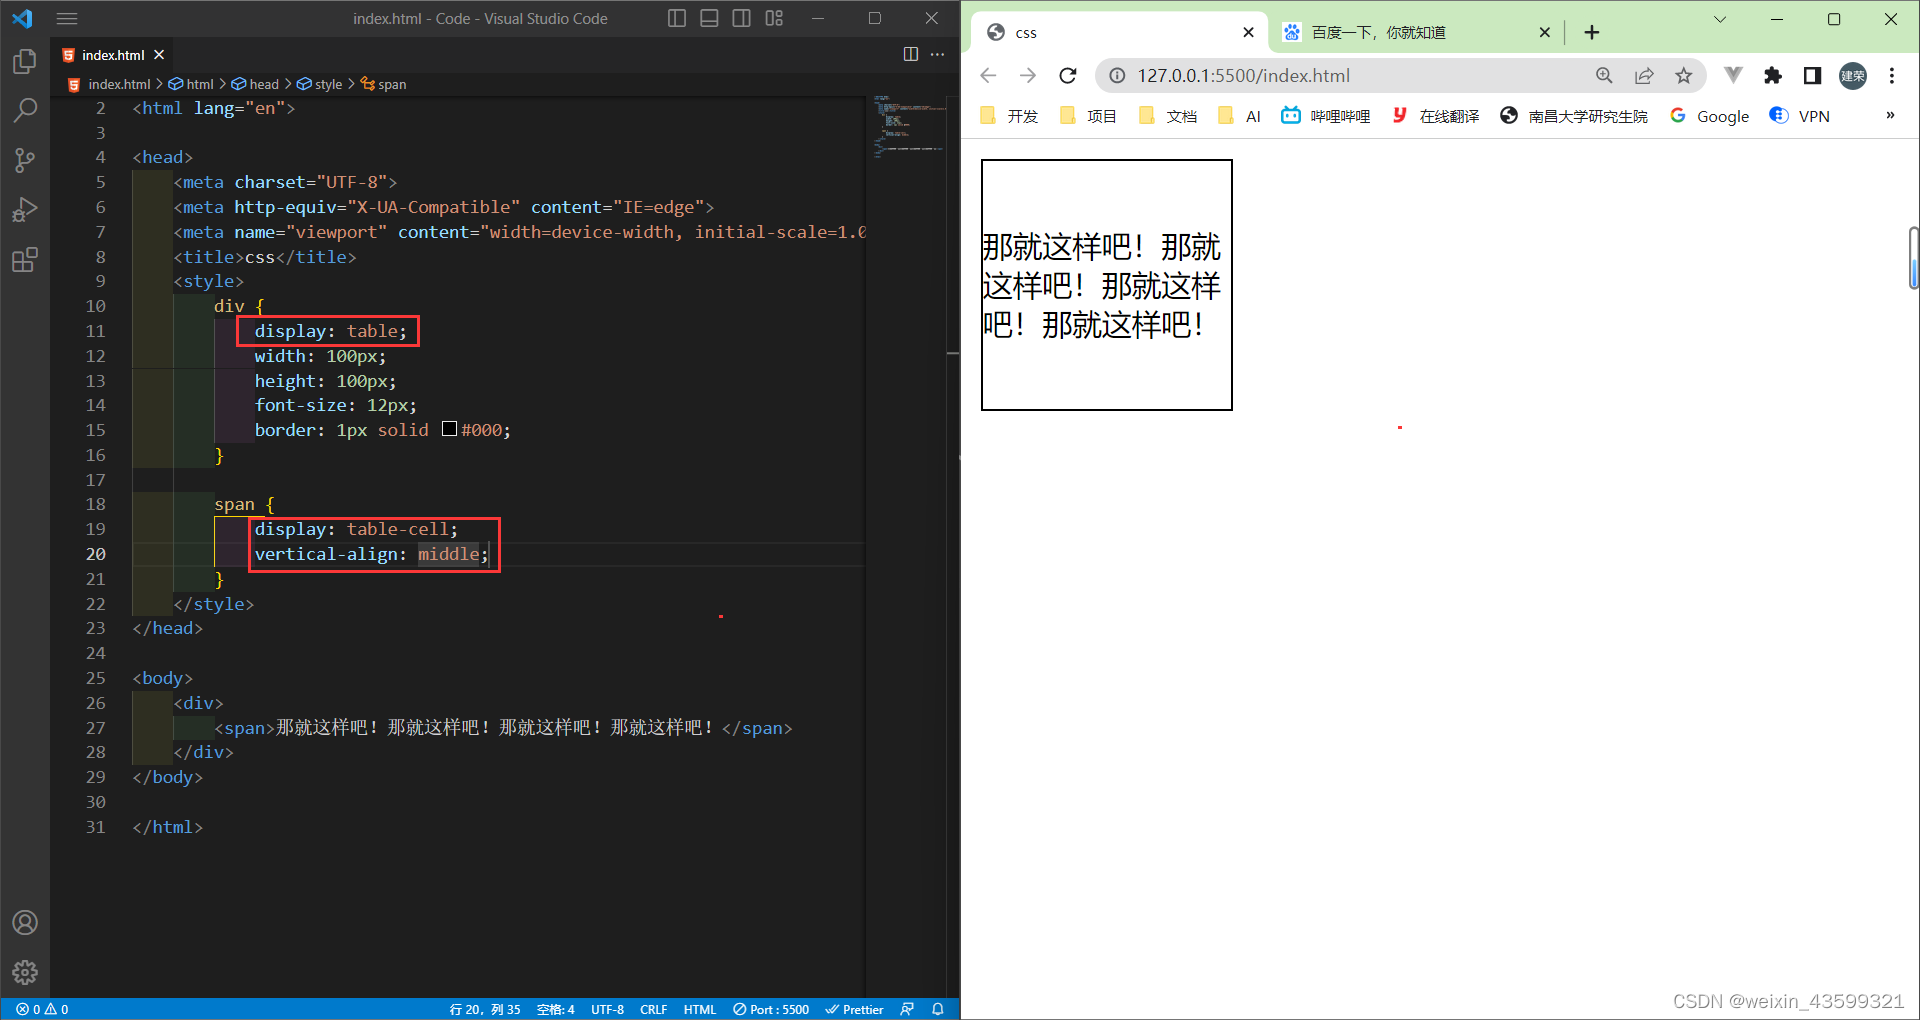 index.html - Code - Visual Studio Code
index.html
index.html > html > head > style > span
2 <html lang="en">
3
4 <head>
5 <meta charset="UTF-8">
6 <meta http-equiv="X-UA-Compatible" content="IE=edge">
7 <meta name="viewport" content="width=device-width, initial-scale=1.0
8 <title>css</title>
9 <style>
10 div {
11 display: table;
12 width: 100px;
13 height: 100px;
14 font-size: 12px;
15 border: 1px solid #000;
16 }
17
18 span {
19 display: table-cell;
20 vertical-align: middle;
21 }
22 </style>
23 </head>
24
25 <body>
26 <div>
27 <span>那就这样吧！那就这样吧！那就这样吧！那就这样吧！</span>
28 </div>
29 </body>
30
31 </html>
0 0
行 20，列 35 空格: 4 UTF-8 CRLF HTML Port : 5500 Prettier
css
百度一下，你就知道
127.0.0.1:5500/index.html
建荣
开发 项目 文档 AI 哔哩哔哩 在线翻译 南昌大学研究生院 Google VPN »
那就这样吧！那就
这样吧！那就这样
吧！那就这样吧！
CSDN @weixin_43599321